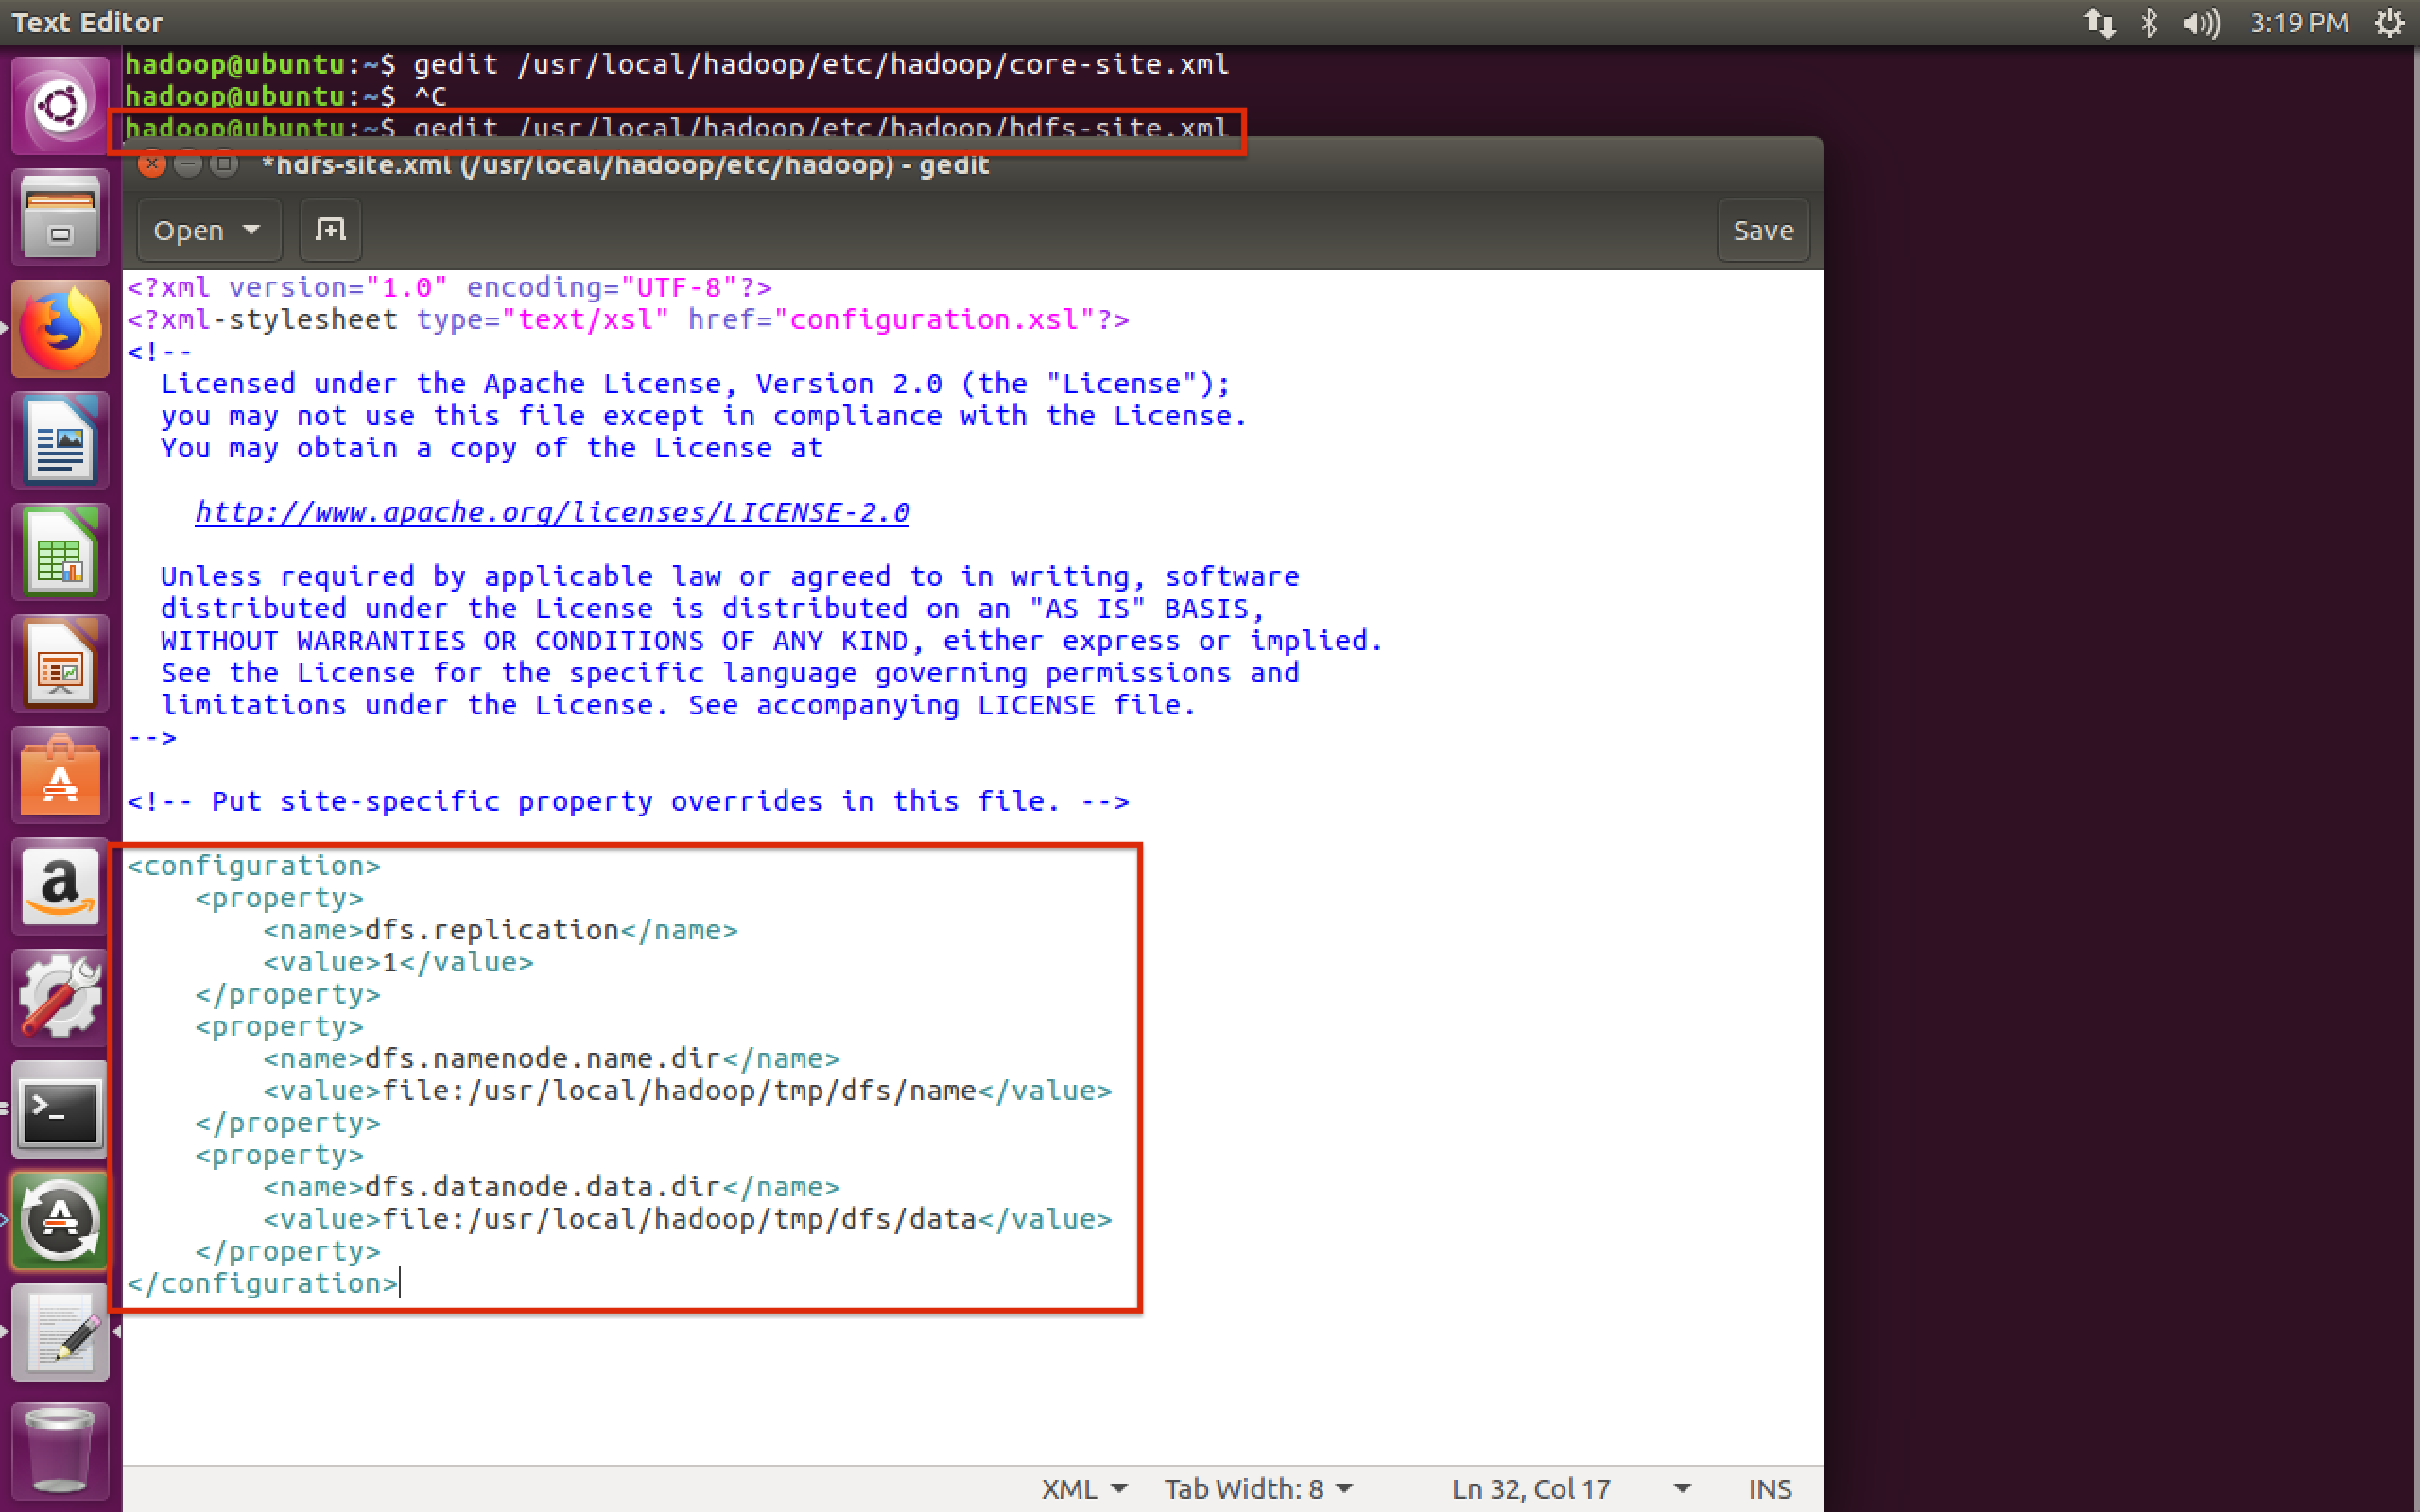 Text Editor
3:19 PM
hadoop@ubuntu:~$ gedit /usr/local/hadoop/etc/hadoop/core-site.xml
hadoop@ubuntu:~$ ^C
hadoop@ubuntu:~$ gedit /usr/local/hadoop/etc/hadoop/hdfs-site.xml
*hdfs-site.xml (/usr/local/hadoop/etc/hadoop) - gedit
Open
Save
<?xml version="1.0" encoding="UTF-8"?>
<?xml-stylesheet type="text/xsl" href="configuration.xsl"?>
<!--
  Licensed under the Apache License, Version 2.0 (the "License");
  you may not use this file except in compliance with the License.
  You may obtain a copy of the License at

    http://www.apache.org/licenses/LICENSE-2.0

  Unless required by applicable law or agreed to in writing, software
  distributed under the License is distributed on an "AS IS" BASIS,
  WITHOUT WARRANTIES OR CONDITIONS OF ANY KIND, either express or implied.
  See the License for the specific language governing permissions and
  limitations under the License. See accompanying LICENSE file.
-->

<!-- Put site-specific property overrides in this file. -->

<configuration>
    <property>
        <name>dfs.replication</name>
        <value>1</value>
    </property>
    <property>
        <name>dfs.namenode.name.dir</name>
        <value>file:/usr/local/hadoop/tmp/dfs/name</value>
    </property>
    <property>
        <name>dfs.datanode.data.dir</name>
        <value>file:/usr/local/hadoop/tmp/dfs/data</value>
    </property>
</configuration>
XML
Tab Width: 8
Ln 32, Col 17
INS